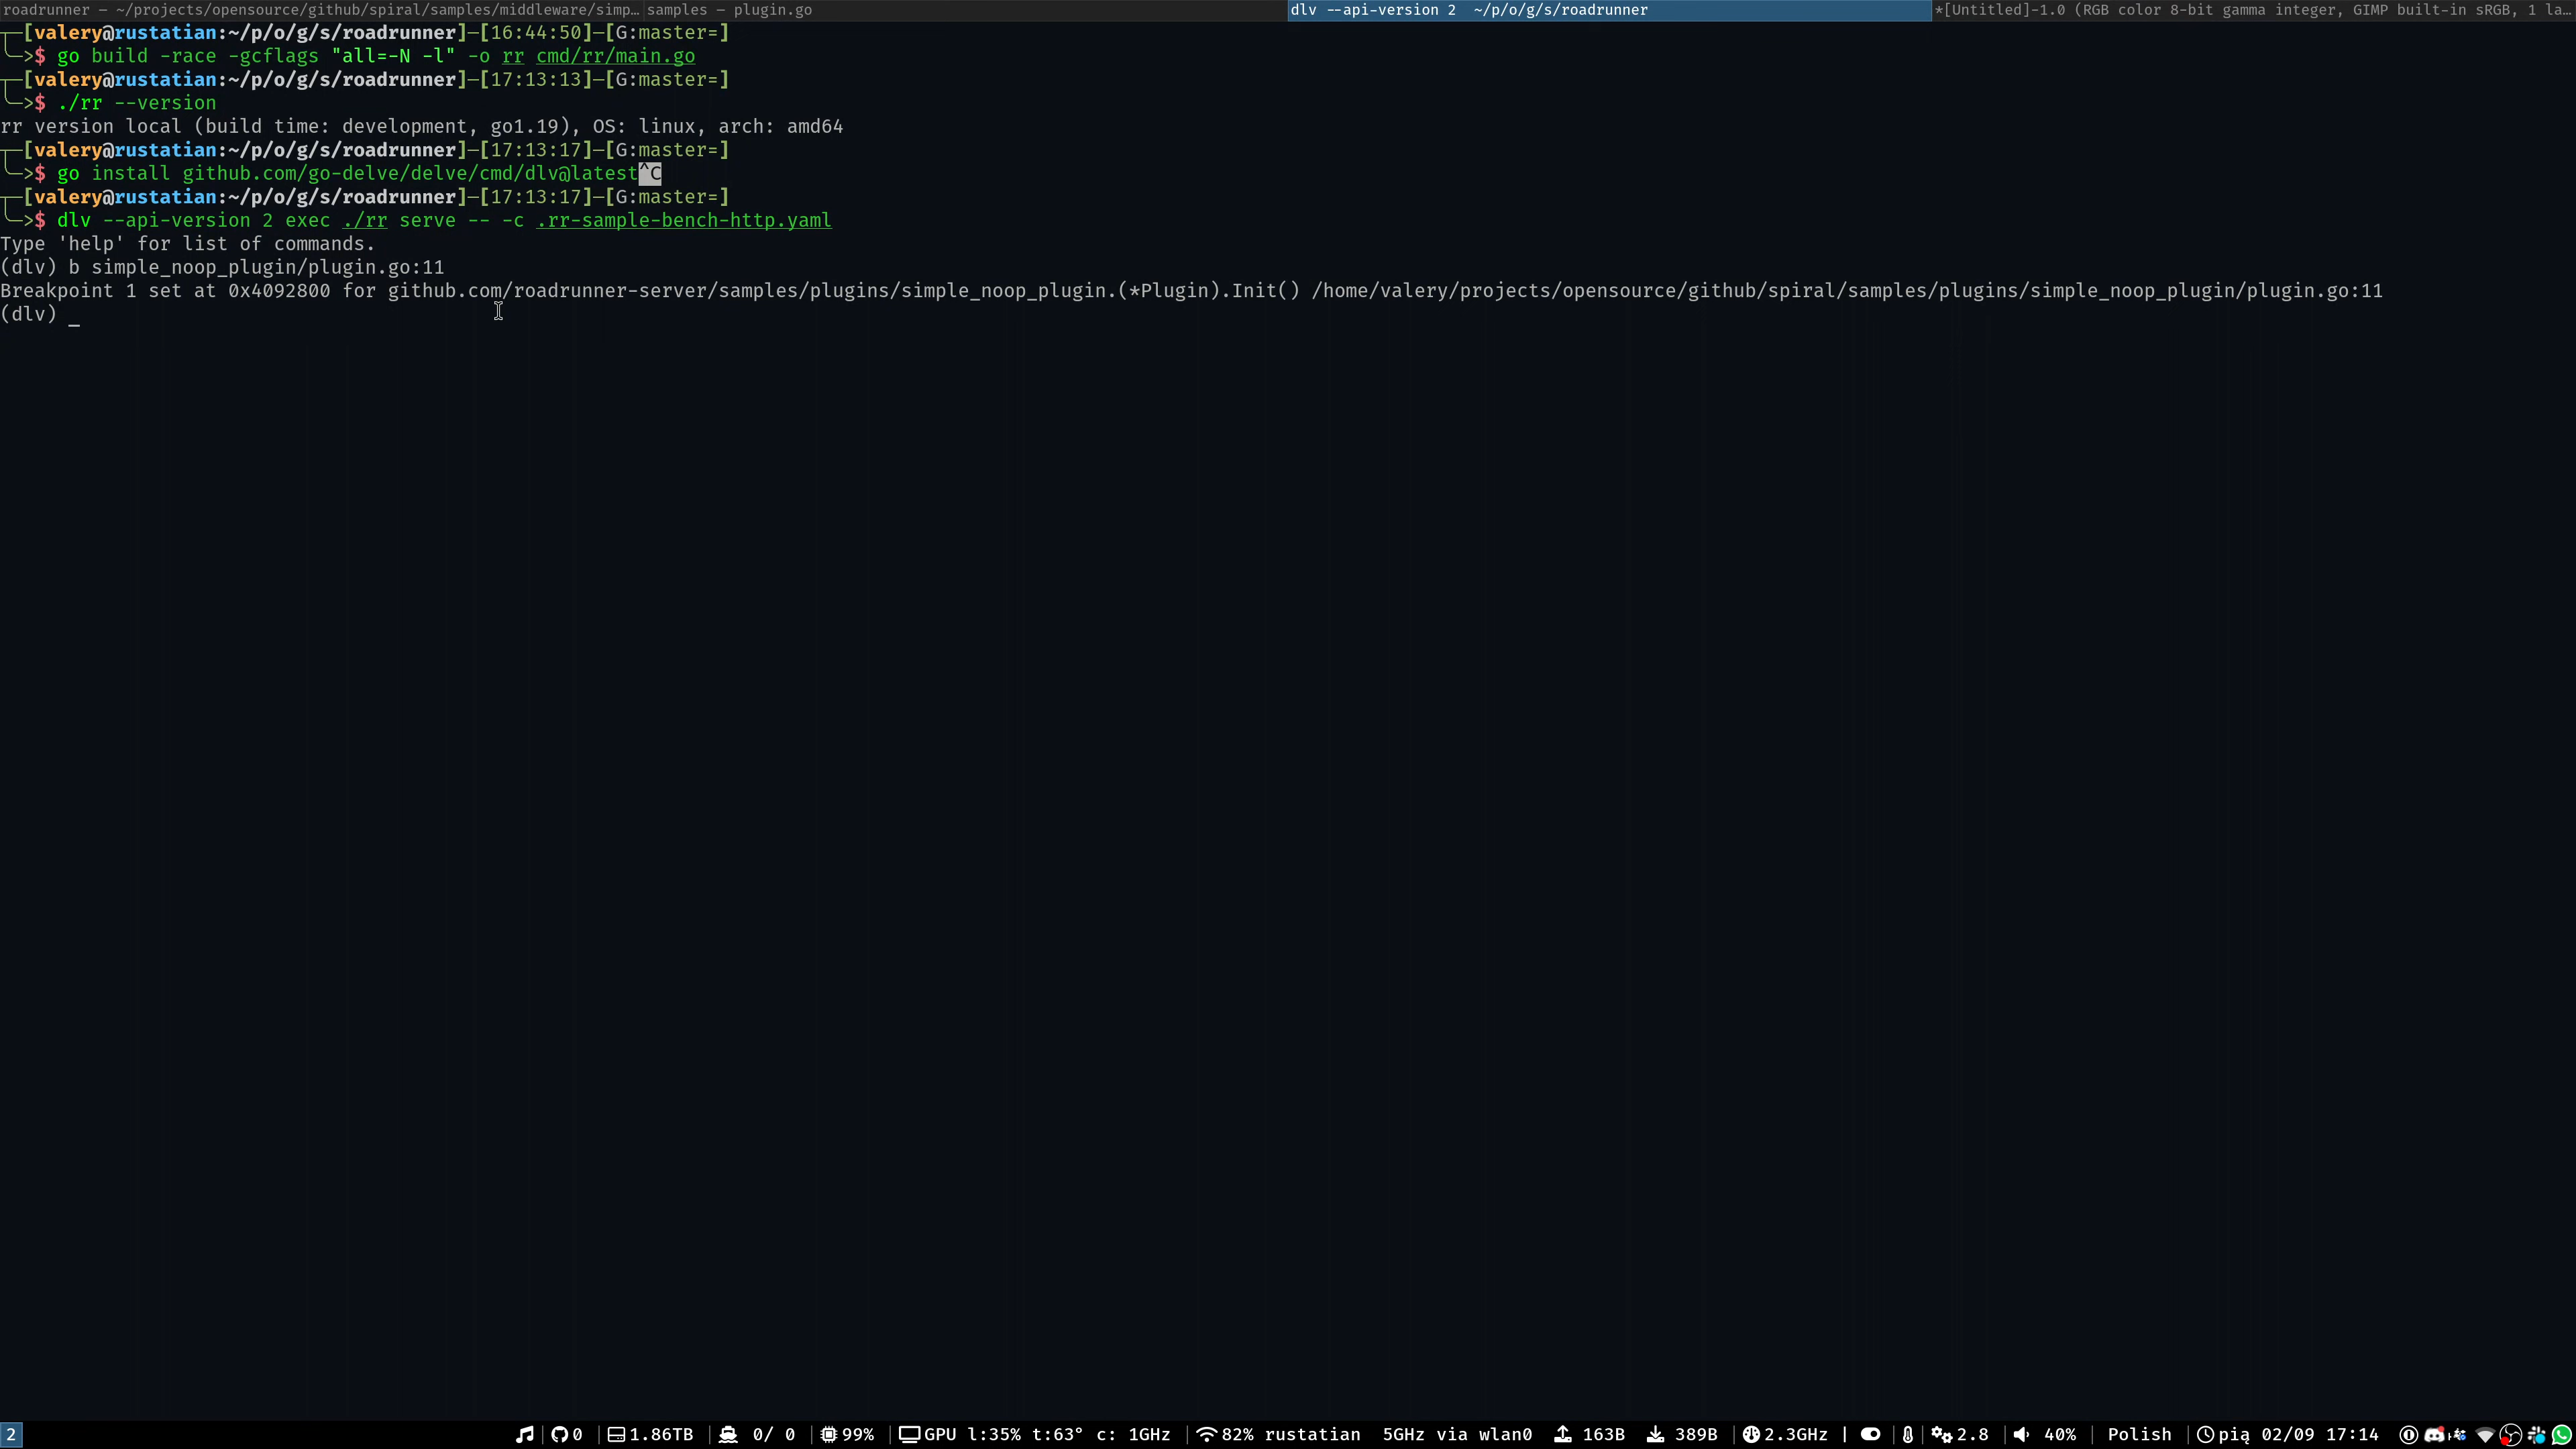 roadrunner – ~/projects/opensource/github/spiral/samples/middleware/simp… samples – plugin.go dlv --api-version 2 ~/p/o/g/s/roadrunner *[Untitled]-1.0 (RGB color 8-bit gamma integer, GIMP built-in sRGB, 1 la…
┬─[valery@rustatian:~/p/o/g/s/roadrunner]─[16:44:50]─[G:master=]
╰─>$ go build -race -gcflags "all=-N -l" -o rr cmd/rr/main.go
┬─[valery@rustatian:~/p/o/g/s/roadrunner]─[17:13:13]─[G:master=]
╰─>$ ./rr --version
rr version local (build time: development, go1.19), OS: linux, arch: amd64
┬─[valery@rustatian:~/p/o/g/s/roadrunner]─[17:13:17]─[G:master=]
╰─>$ go install github.com/go-delve/delve/cmd/dlv@latest^C
┬─[valery@rustatian:~/p/o/g/s/roadrunner]─[17:13:17]─[G:master=]
╰─>$ dlv --api-version 2 exec ./rr serve -- -c .rr-sample-bench-http.yaml
Type 'help' for list of commands.
(dlv) b simple_noop_plugin/plugin.go:11
Breakpoint 1 set at 0x4092800 for github.com/roadrunner-server/samples/plugins/simple_noop_plugin.(*Plugin).Init() /home/valery/projects/opensource/github/spiral/samples/plugins/simple_noop_plugin/plugin.go:11
(dlv) _
2 0 1.86TB 0/ 0 99% GPU l:35% t:63° c: 1GHz 82% rustatian 5GHz via wlan0 163B 389B 2.3GHz 2.8 40% Polish pią 02/09 17:14